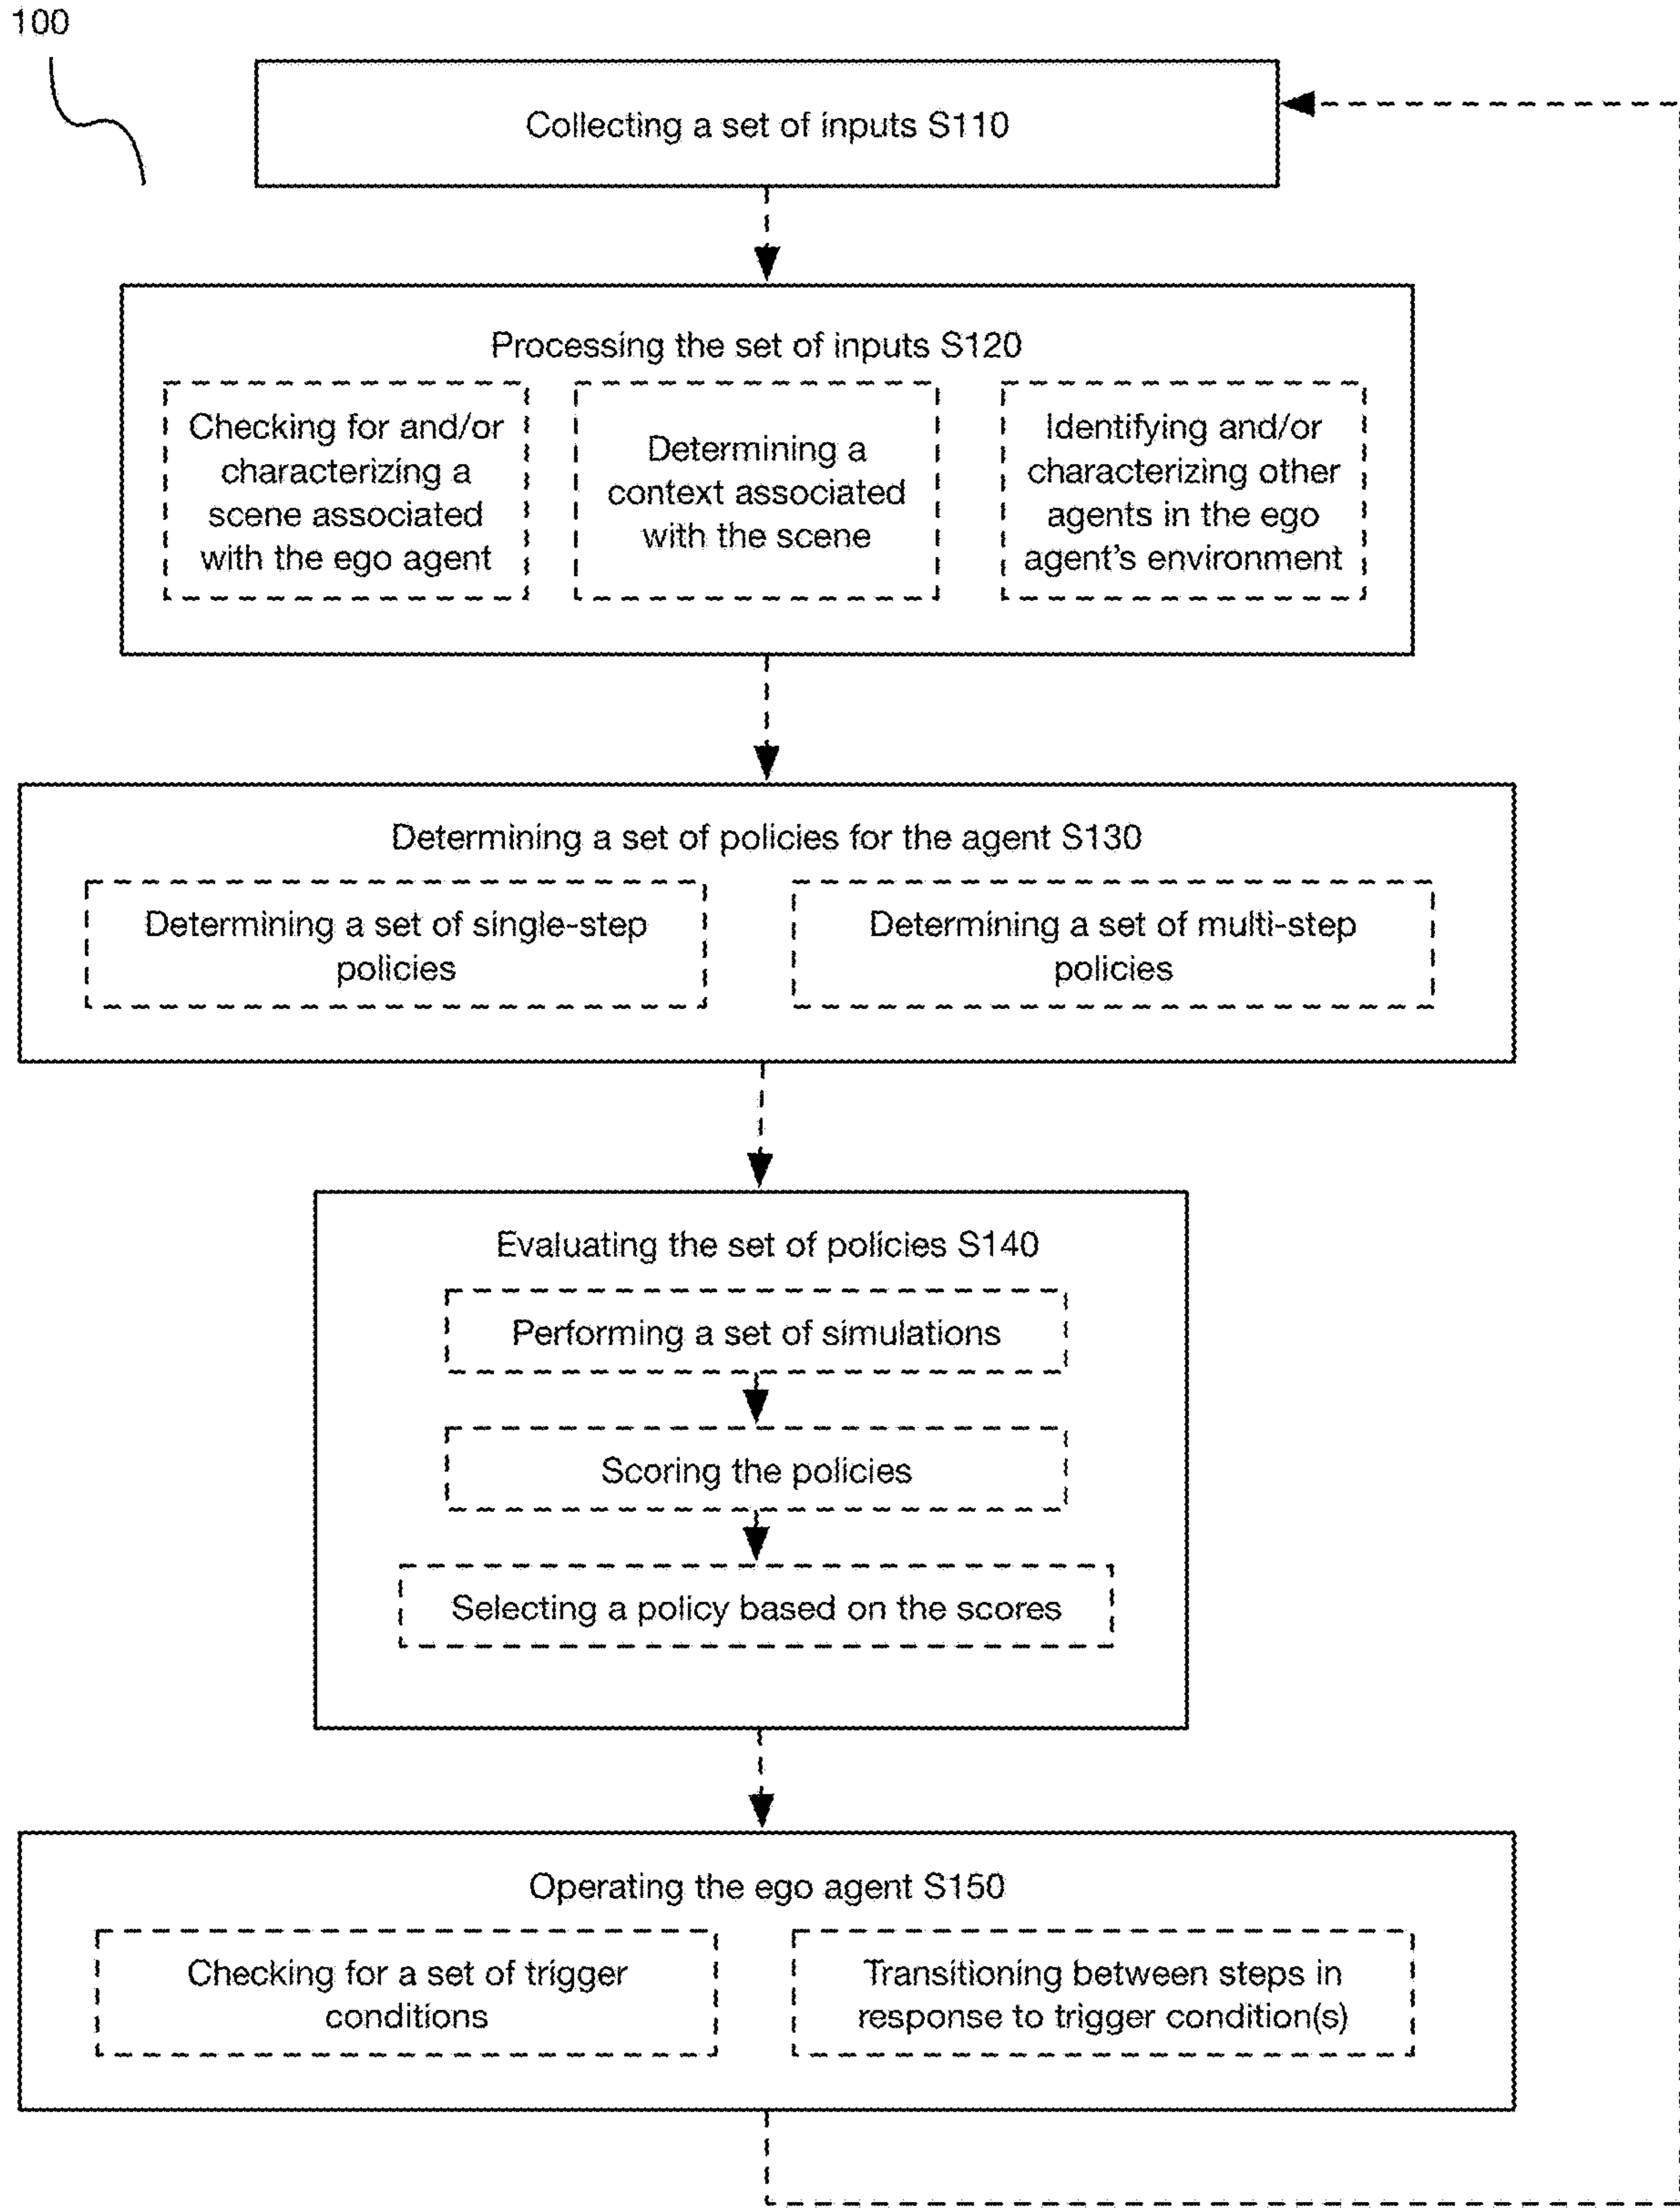 100
Collecting a set of inputs S110
Processing the set of inputs S120
Checking for and/or
characterizing a
scene associated
with the ego agent
Determining a
context associated
with the scene
Identifying and/or
characterizing other
agents in the ego
agent's environment
Determining a set of policies for the agent S130
Determining a set of single-step
policies
Determining a set of multi-step
policies
Evaluating the set of policies S140
Performing a set of simulations
Scoring the policies
Selecting a policy based on the scores
Operating the ego agent S150
Checking for a set of trigger
conditions
Transitioning between steps in
response to trigger condition(s)